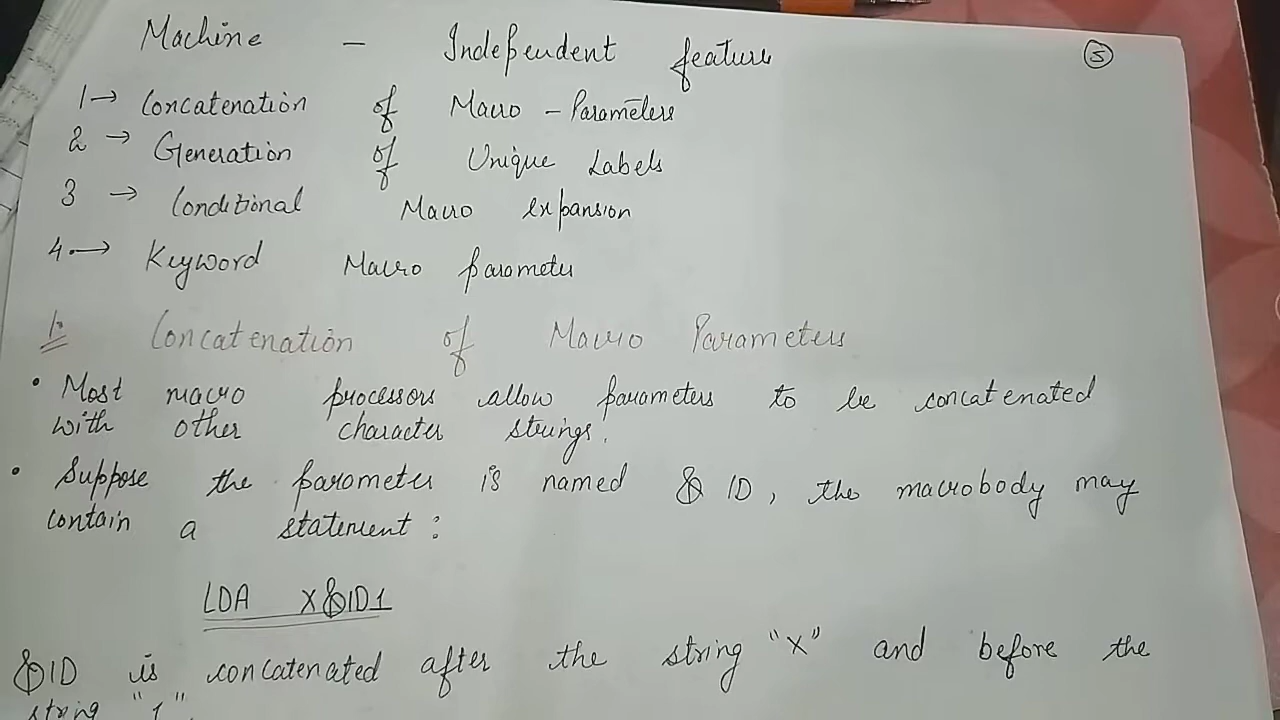 Machine - Independent feature
5
1→ Concatenation of Macro - Parameters
2 → Generation of Unique Labels
3 → Conditional Macro expansion
4.→ Keyword Macro parameter
1. Concatenation of Macro Parameters
• Most macro processors allow parameters to be concatenated
with other character strings.
• Suppose the parameter is named & ID, the macrobody may
contain a statement :
LDA X&ID1
&ID is concatenated after the string "X" and before the
string "1".